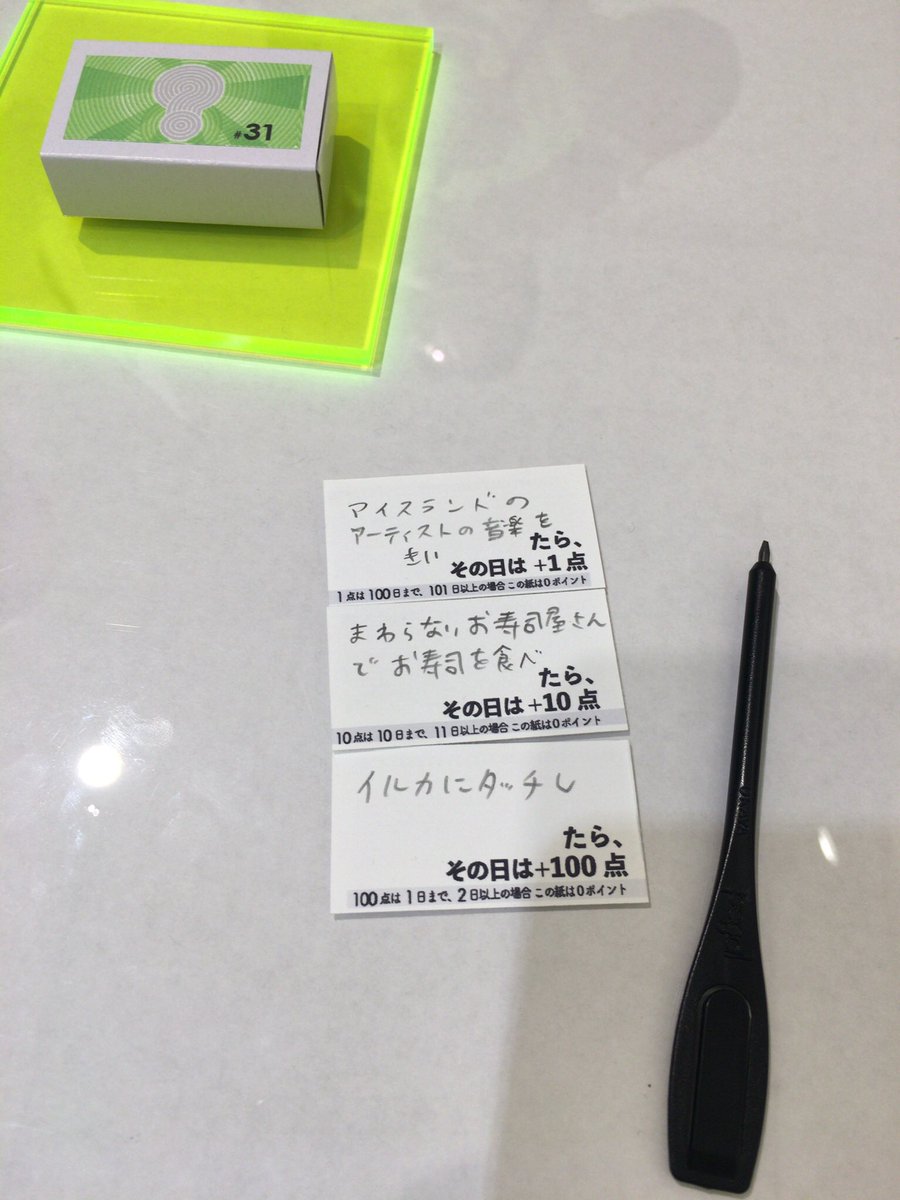 #31
アイスランドの
アーティストの音楽を
きい
たら、
その日は+1点
1点は100日まで、101日以上の場合この紙は0ポイント
まわらないお寿司屋さん
でお寿司を食べ
たら、
その日は+10点
10点は10日まで、11日以上の場合この紙は0ポイント
イルカにタッチし
たら、
その日は+100点
100点は1日まで、2日以上の場合この紙は0ポイント